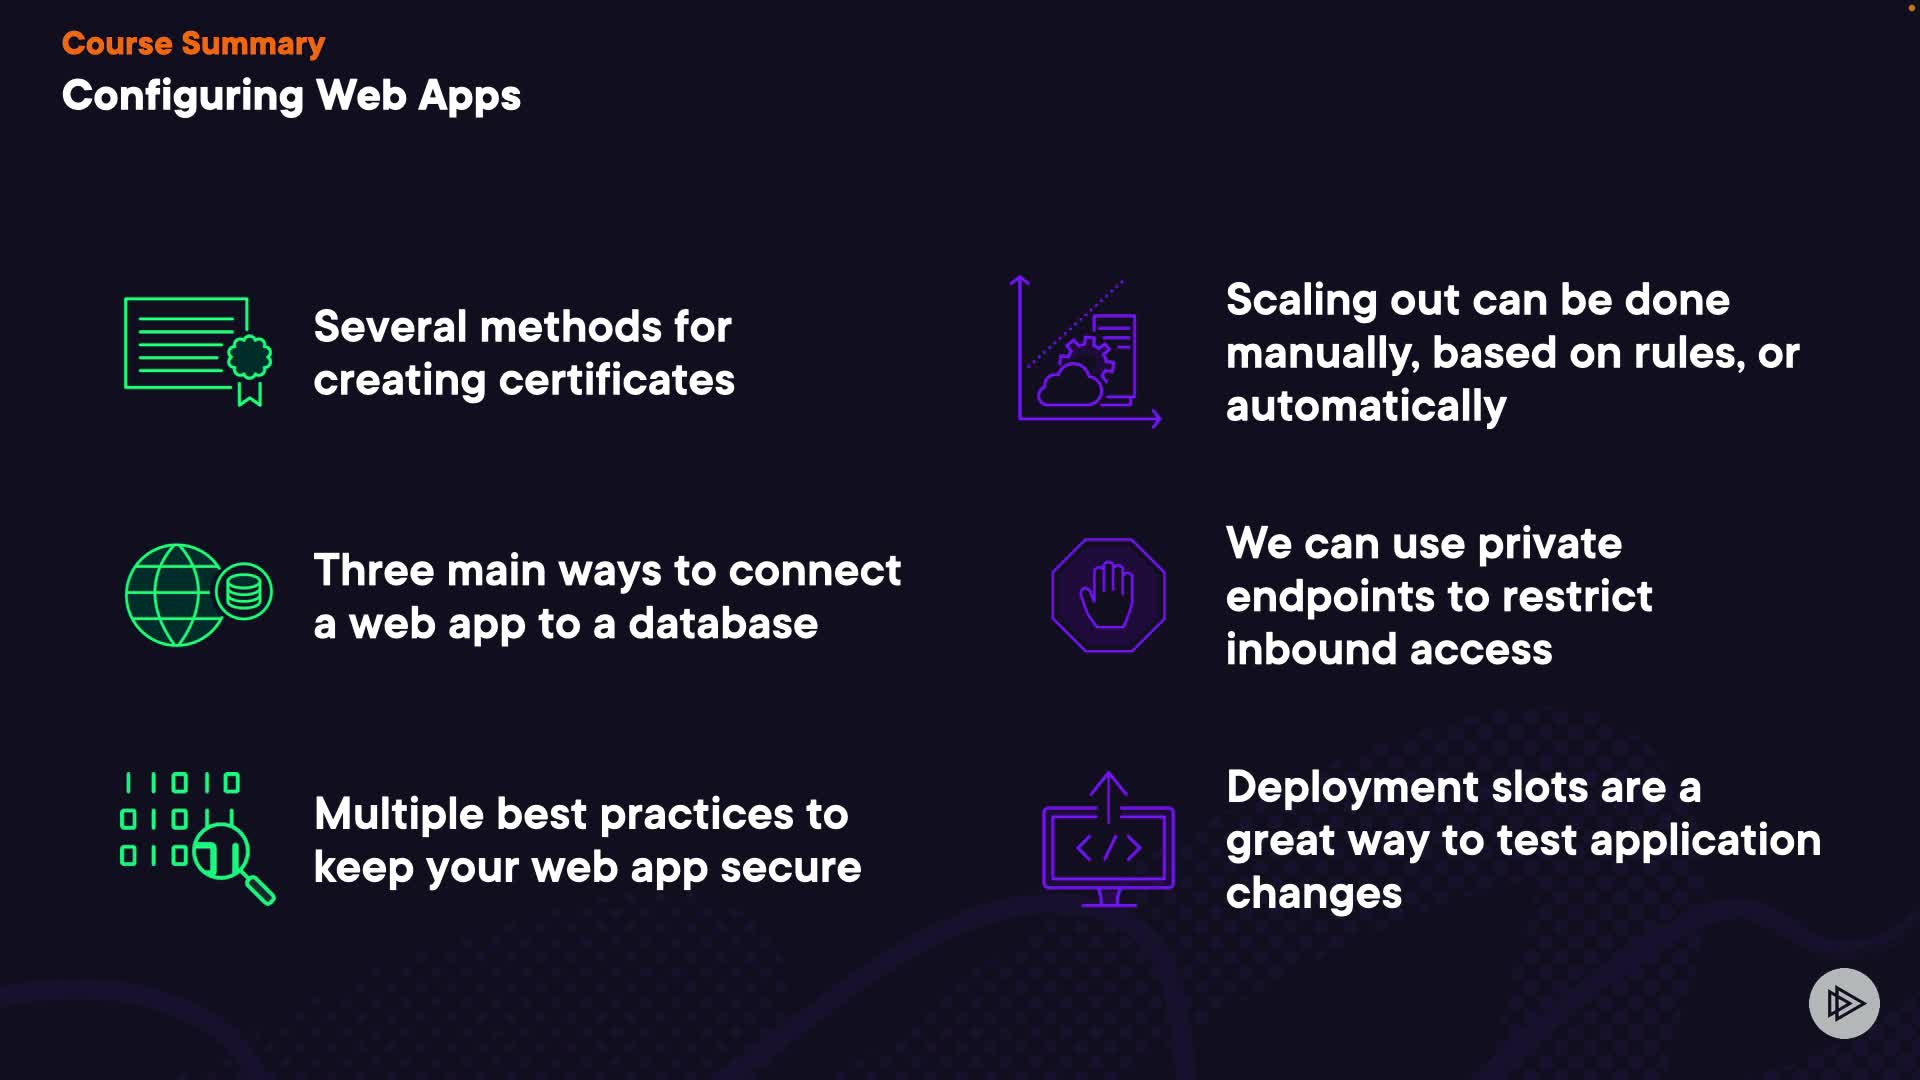 Course Summary
Configuring Web Apps
Several methods for
creating certificates
Three main ways to connect
a web app to a database
Multiple best practices to
keep your web app secure
Scaling out can be done
manually, based on rules, or
automatically
We can use private
endpoints to restrict
inbound access
Deployment slots are a
great way to test application
changes